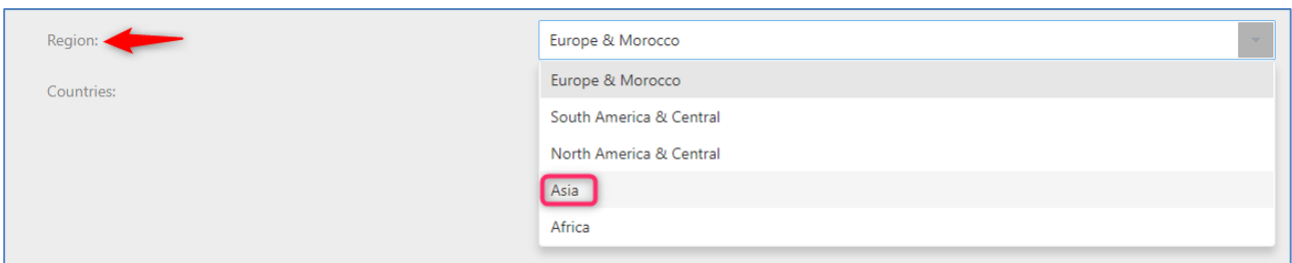 Region:
Europe & Morocco
Europe & Morocco
Countries:
South America & Central
North America & Central
Asia
Africa